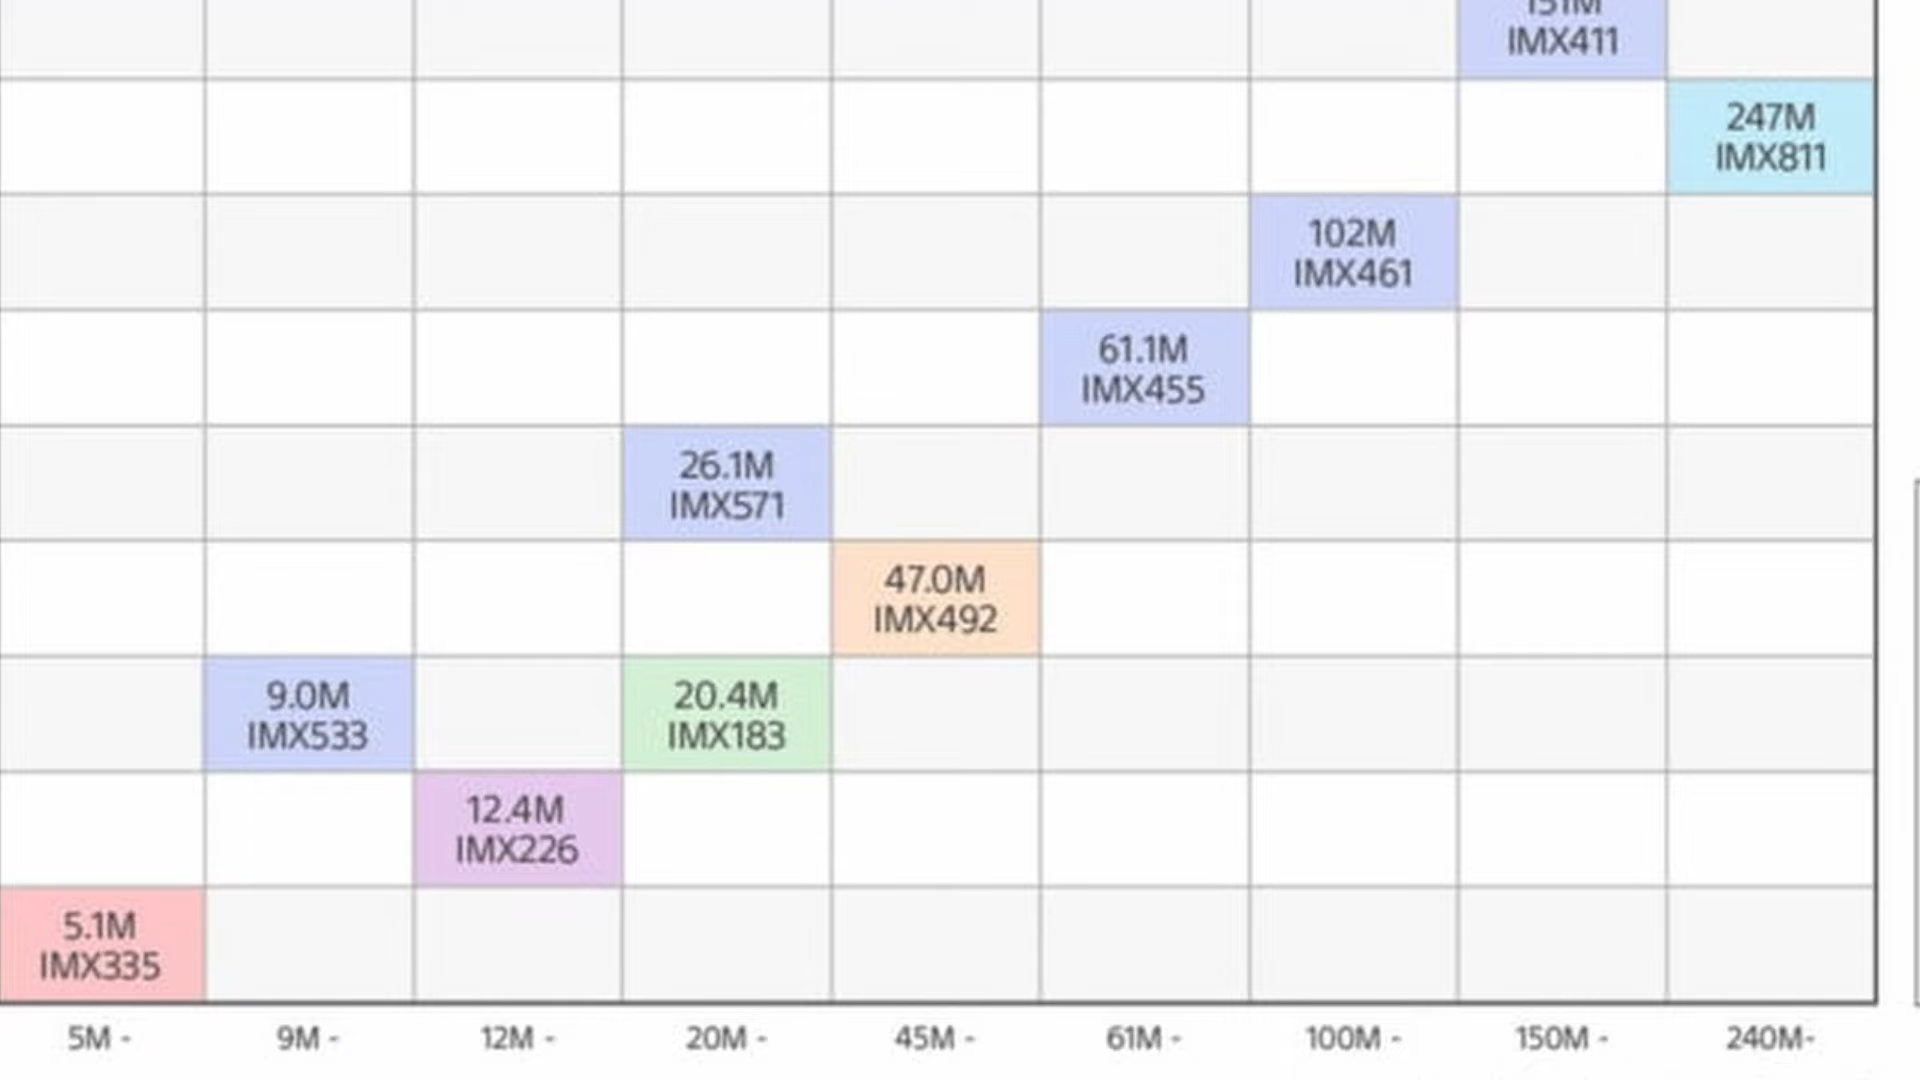 151M
IMX411
247M
IMX811
102M
IMX461
61.1M
IMX455
26.1M
IMX571
47.0M
IMX492
9.0M
IMX533
20.4M
IMX183
12.4M
IMX226
5.1M
IMX335
5M - 9M - 12M - 20M - 45M - 61M - 100M - 150M - 240M-